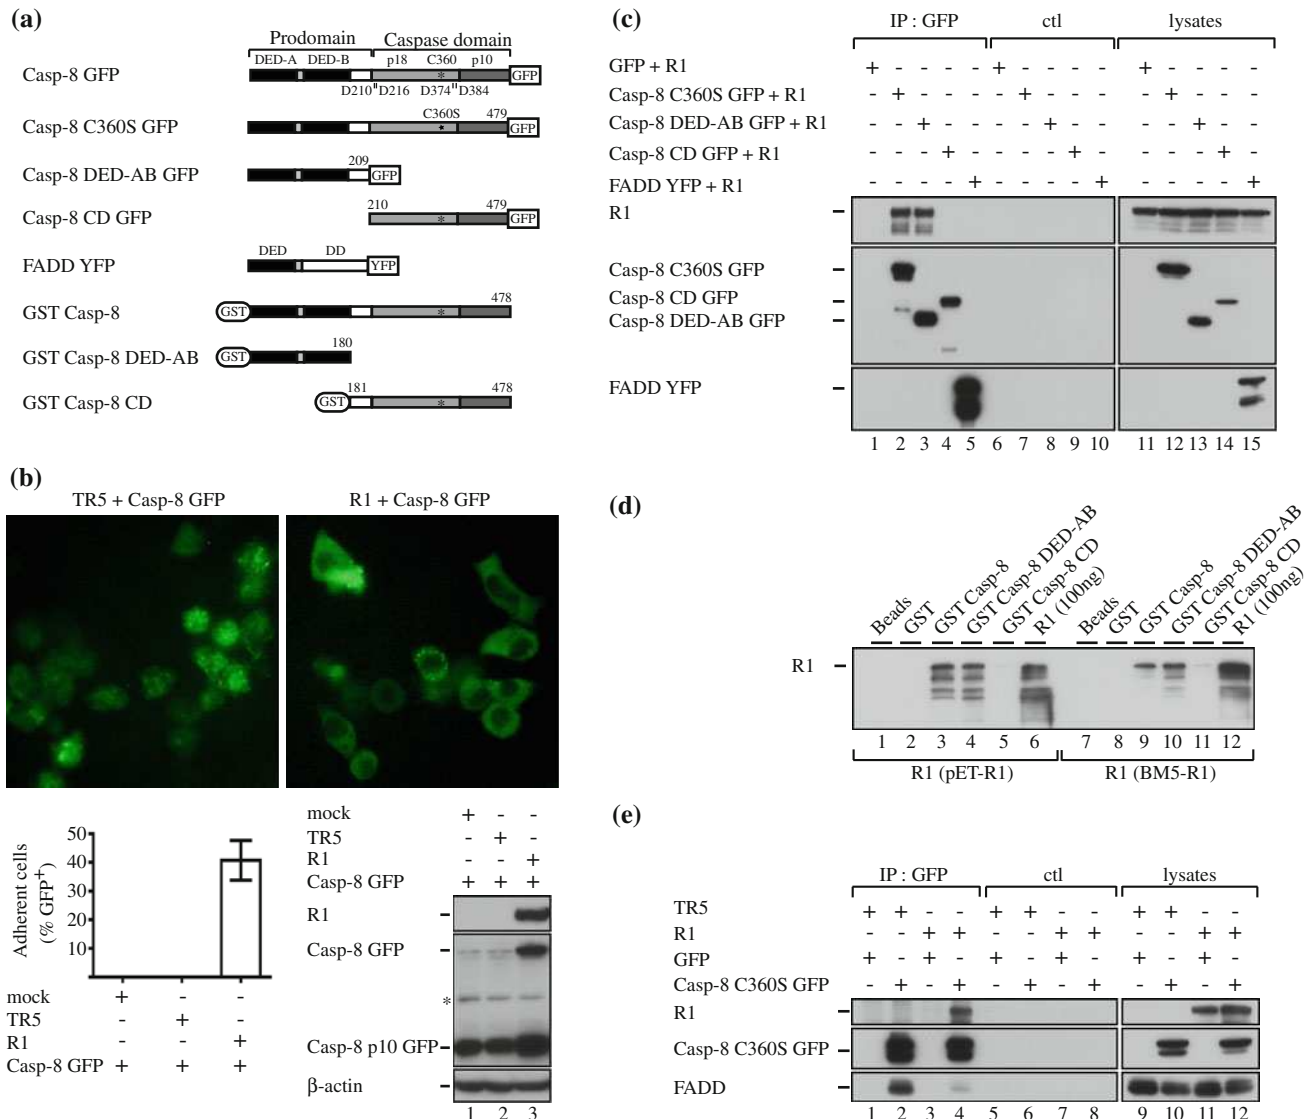 (a)
Prodomain Caspase domain
DED-A DED-B p18 C360 p10
Casp-8 GFP * GFP
D210 D216 D374 D384
C360S 479
Casp-8 C360S GFP GFP
209
Casp-8 DED-AB GFP GFP
210 479
Casp-8 CD GFP * GFP
DED DD
FADD YFP YFP
478
GST Casp-8 GST *
180
GST Casp-8 DED-AB GST
181 478
GST Casp-8 CD GST *
(b)
TR5 + Casp-8 GFP R1 + Casp-8 GFP
Adherent cells
(% GFP+)
50
40
30
20
10
mock + - -
TR5 - + -
R1 - - +
Casp-8 GFP + + +
mock + - -
TR5 - + -
R1 - - +
Casp-8 GFP + + +
R1
Casp-8 GFP
*
Casp-8 p10 GFP
β-actin
1 2 3
(c)
IP : GFP ctl lysates
GFP + R1 + - - - - + - - - - + - - - -
Casp-8 C360S GFP + R1 - + - - - - + - - - - + - - -
Casp-8 DED-AB GFP + R1 - - + - - - - + - - - - + - -
Casp-8 CD GFP + R1 - - - + - - - - + - - - - + -
FADD YFP + R1 - - - - + - - - - + - - - - +
R1
Casp-8 C360S GFP
Casp-8 CD GFP
Casp-8 DED-AB GFP
FADD YFP
1 2 3 4 5 6 7 8 9 10 11 12 13 14 15
(d)
Beads GST GST Casp-8 GST Casp-8 DED-AB GST Casp-8 CD R1 (100ng) Beads GST GST Casp-8 GST Casp-8 DED-AB GST Casp-8 CD R1 (100ng)
R1
1 2 3 4 5 6 7 8 9 10 11 12
R1 (pET-R1) R1 (BM5-R1)
(e)
IP : GFP ctl lysates
TR5 + + - - + + - - + + - -
R1 - - + + - - + + - - + +
GFP + - + - + - + - + - + -
Casp-8 C360S GFP - + - + - + - + - + - +
R1
Casp-8 C360S GFP
FADD
1 2 3 4 5 6 7 8 9 10 11 12